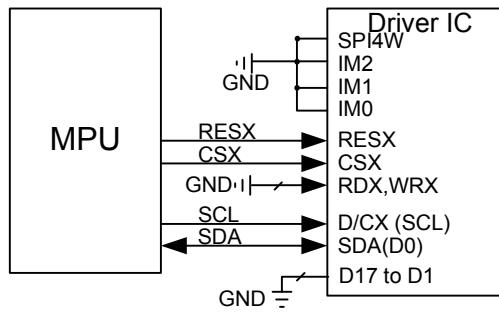 Driver IC
SPI4W
IM2
GND
IM1
IM0
MPU
RESX
RESX
CSX
CSX
GND
RDX,WRX
SCL
D/CX (SCL)
SDA
SDA(D0)
D17 to D1
GND